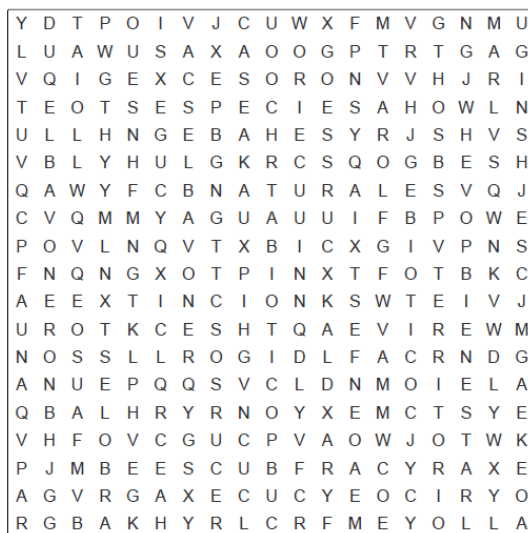 Y D T P O I V J C U W X F M V G N M U
L U A W U S A X A O O G P T R T G A G
V Q I G E X C E S O R O N V V H J R I
T E O T S E S P E C I E S A H O W L N
U L L H N G E B A H E S Y R J S H V S
V B L Y H U L G K R C S Q O G B E S H
Q A W Y F C B N A T U R A L E S V Q J
C V Q M M Y A G U A U U I F B P O W E
P O V L N Q V T X B I C X G I V P N S
F N Q N G X O T P I N X T F O T B K C
A E E X T I N C I O N K S W T E I V J
U R O T K C E S H T Q A E V I R E W M
N O S S L L R O G I D L F A C R N D G
A N U E P Q Q S V C L D N M O I E L A
Q B A L H R Y R N O Y X E M C T S Y E
V H F O V C G U C P V A O W J O T W K
P J M B E E S C U B F R A C Y R A X E
A G V R G A X E C U C Y E O C I R Y O
R G B A K H Y R L C R F M E Y O L L A